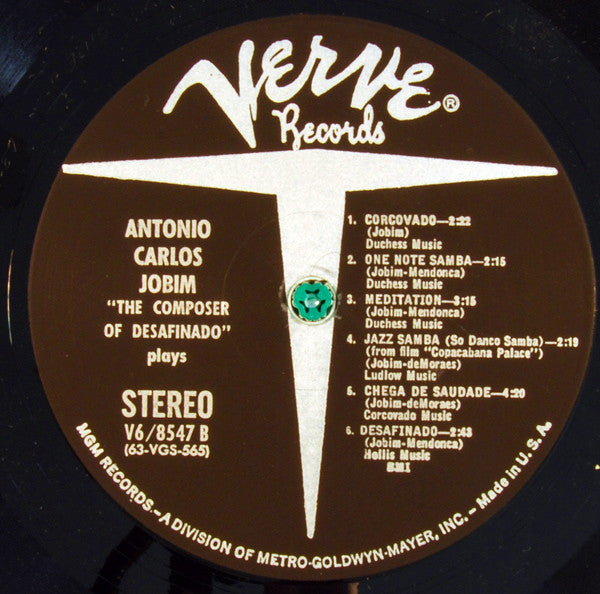 Verve ®
Records
ANTONIO
CARLOS
JOBIM
"THE COMPOSER
OF DESAFINADO"
plays
STEREO
V6/8547 B
(63-VGS-565)
1. CORCOVADO—2:22
(Jobim)
Duchess Music
2. ONE NOTE SAMBA—2:15
(Jobim-Mendonca)
Duchess Music
3. MEDITATION—3:15
(Jobim-Mendonca)
Duchess Music
4. JAZZ SAMBA (So Danco Samba)—2:19
(from film "Copacabana Palace")
(Jobim-deMoraes)
Ludlow Music
5. CHEGA DE SAUDADE—4:20
(Jobim-deMoraes)
Corcovado Music
6. DESAFINADO—2:43
(Jobim-Mendonca)
Hollis Music
BMI
MGM RECORDS—A DIVISION OF METRO-GOLDWYN-MAYER, INC.—Made in U. S. A.